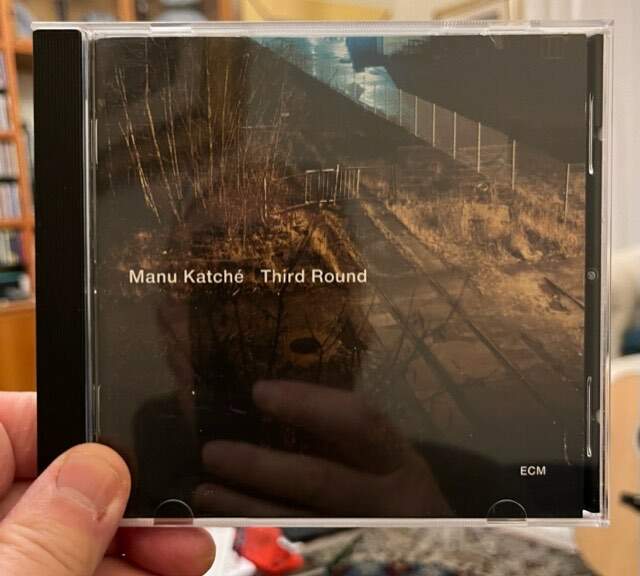 Manu Katché Third Round
ECM